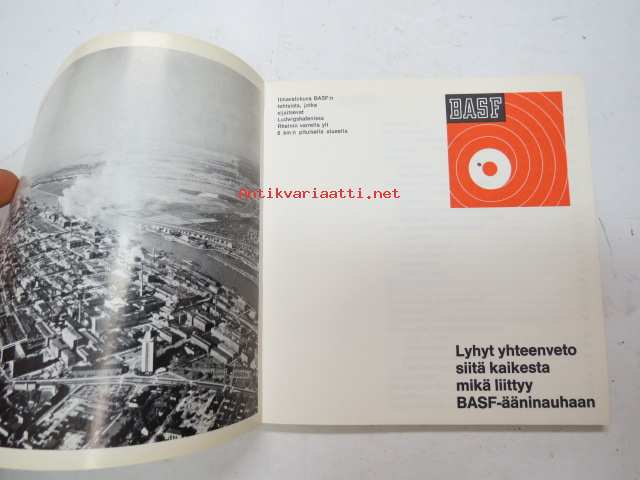 Ilmavalokuva BASF:n
tehtaista, jotka
sijaitsevat
Ludwigshafenissa
Rheinin varrella yli
6 km:n pituisella alueella
BASF
Antikvariaatti.net
Lyhyt yhteenveto
siitä kaikesta
mikä liittyy
BASF-ääninauhaan